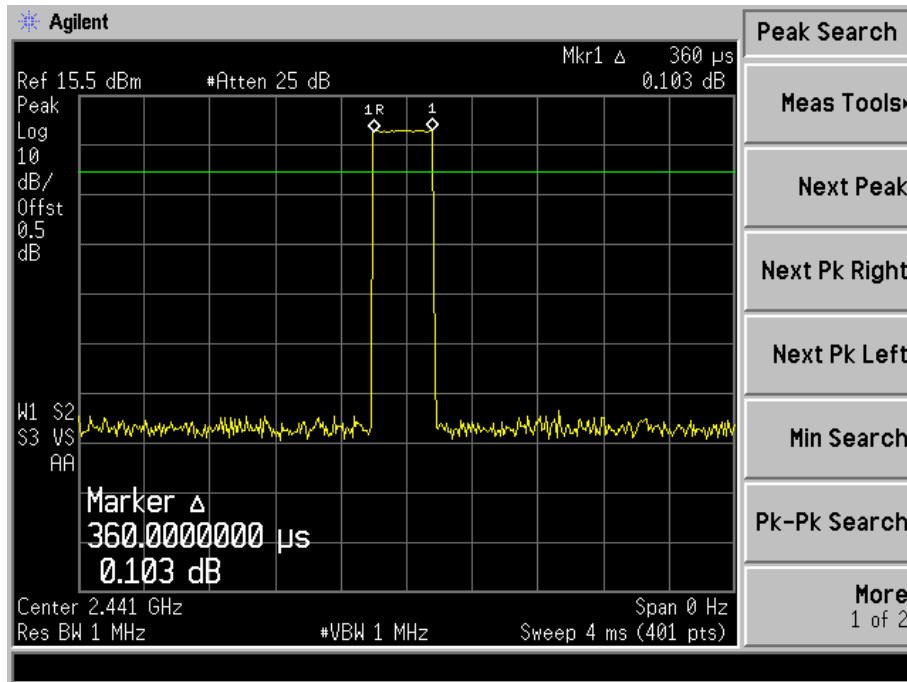 Agilent
Peak Search
Mkr1 Δ 360 µs
Ref 15.5 dBm #Atten 25 dB 0.103 dB
Peak
Log
10
dB/
Offst
0.5
dB
1R 1
W1 S2
S3 VS
AA
Marker Δ
360.0000000 µs
0.103 dB
Center 2.441 GHz Span 0 Hz
Res BW 1 MHz #VBW 1 MHz Sweep 4 ms (401 pts)
Meas Tools
Next Peak
Next Pk Right
Next Pk Left
Min Search
Pk-Pk Search
More
1 of 2